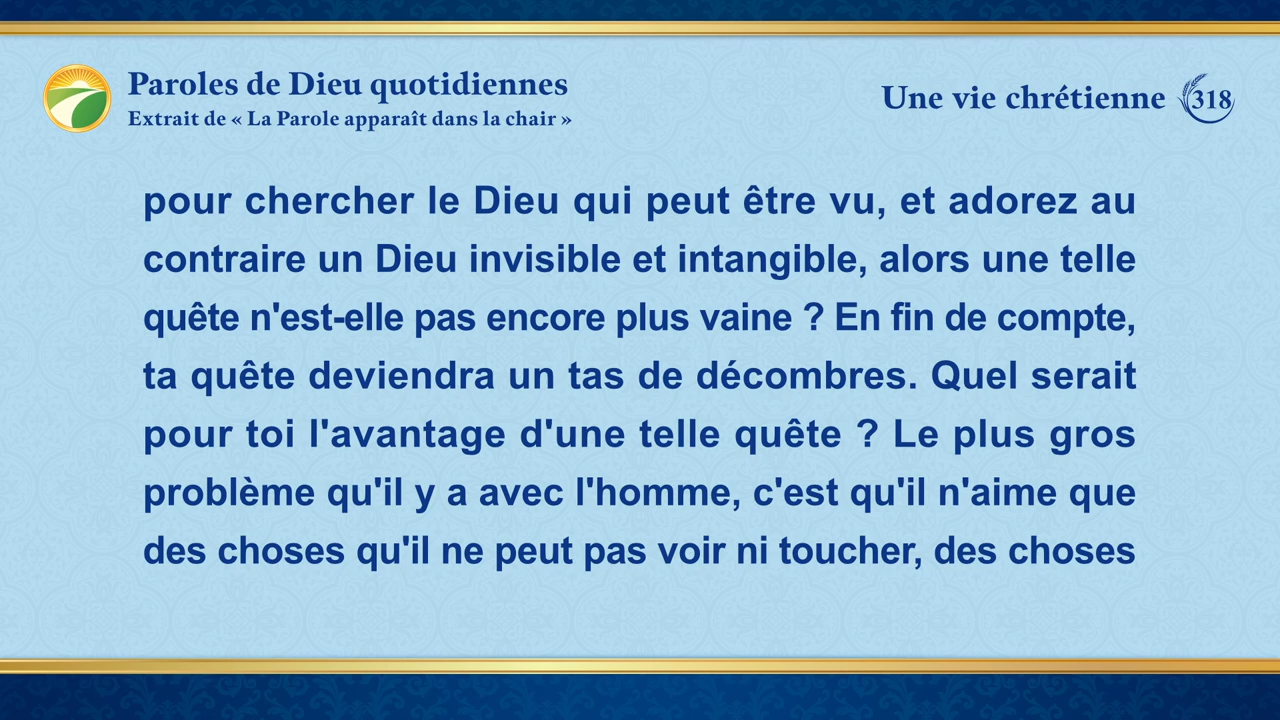 Paroles de Dieu quotidiennes
Extrait de « La Parole apparaît dans la chair »
Une vie chrétienne 318
pour chercher le Dieu qui peut être vu, et adorez au
contraire un Dieu invisible et intangible, alors une telle
quête n'est-elle pas encore plus vaine ? En fin de compte,
ta quête deviendra un tas de décombres. Quel serait
pour toi l'avantage d'une telle quête ? Le plus gros
problème qu'il y a avec l'homme, c'est qu'il n'aime que
des choses qu'il ne peut pas voir ni toucher, des choses